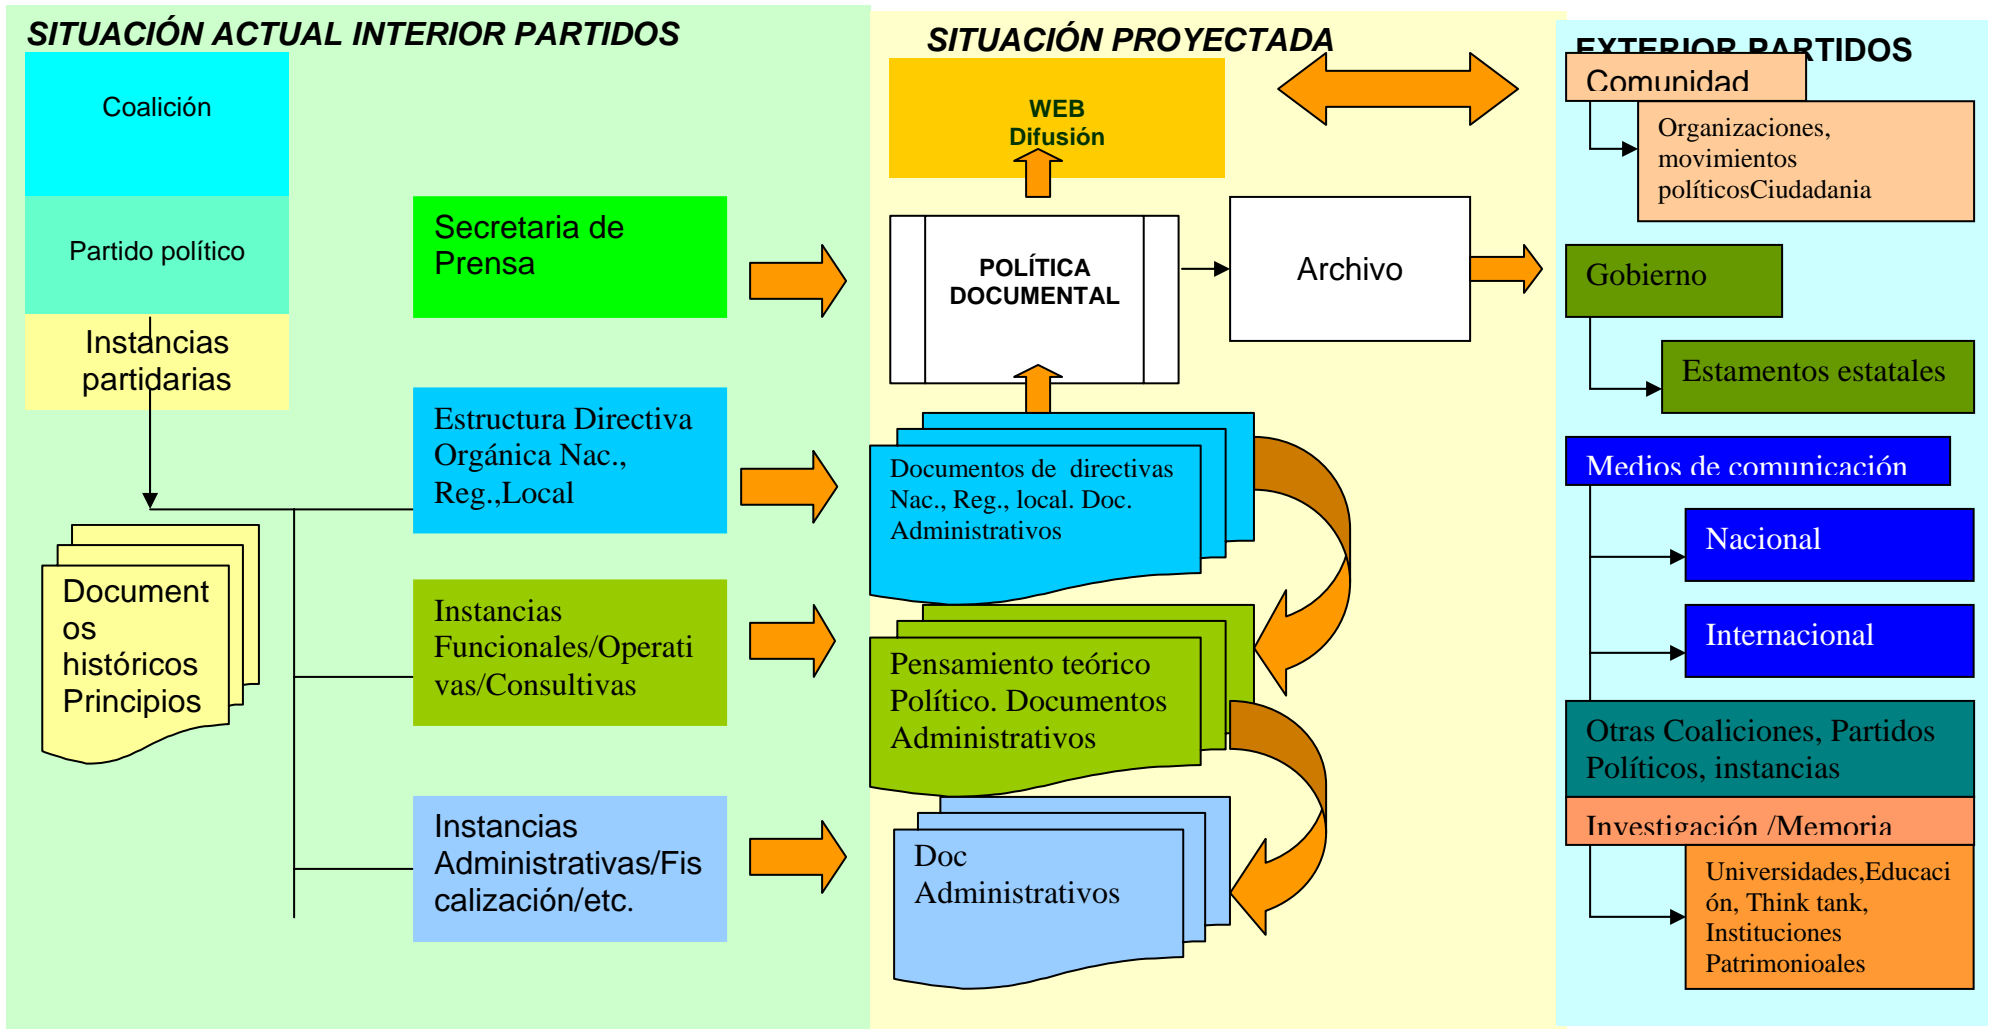 SITUACIÓN ACTUAL INTERIOR PARTIDOS
Coalición
Partido político
Instancias
partidarias
Document
os
históricos
Principios
Secretaria de
Prensa
Estructura Directiva
Orgánica Nac.,
Reg.,Local
Instancias
Funcionales/Operati
vas/Consultivas
Instancias
Administrativas/Fis
calización/etc.
SITUACIÓN PROYECTADA
WEB
Difusión
POLÍTICA
DOCUMENTAL
Archivo
Documentos de directivas
Nac., Reg., local. Doc.
Administrativos
Pensamiento teórico
Político. Documentos
Administrativos
Doc
Administrativos
EXTERIOR PARTIDOS
Comunidad
Organizaciones,
movimientos
políticosCiudadania
Gobierno
Estamentos estatales
Medios de comunicación
Nacional
Internacional
Otras Coaliciones, Partidos
Políticos, instancias
Investigación /Memoria
Universidades,Educaci
ón, Think tank,
Instituciones
Patrimonioales